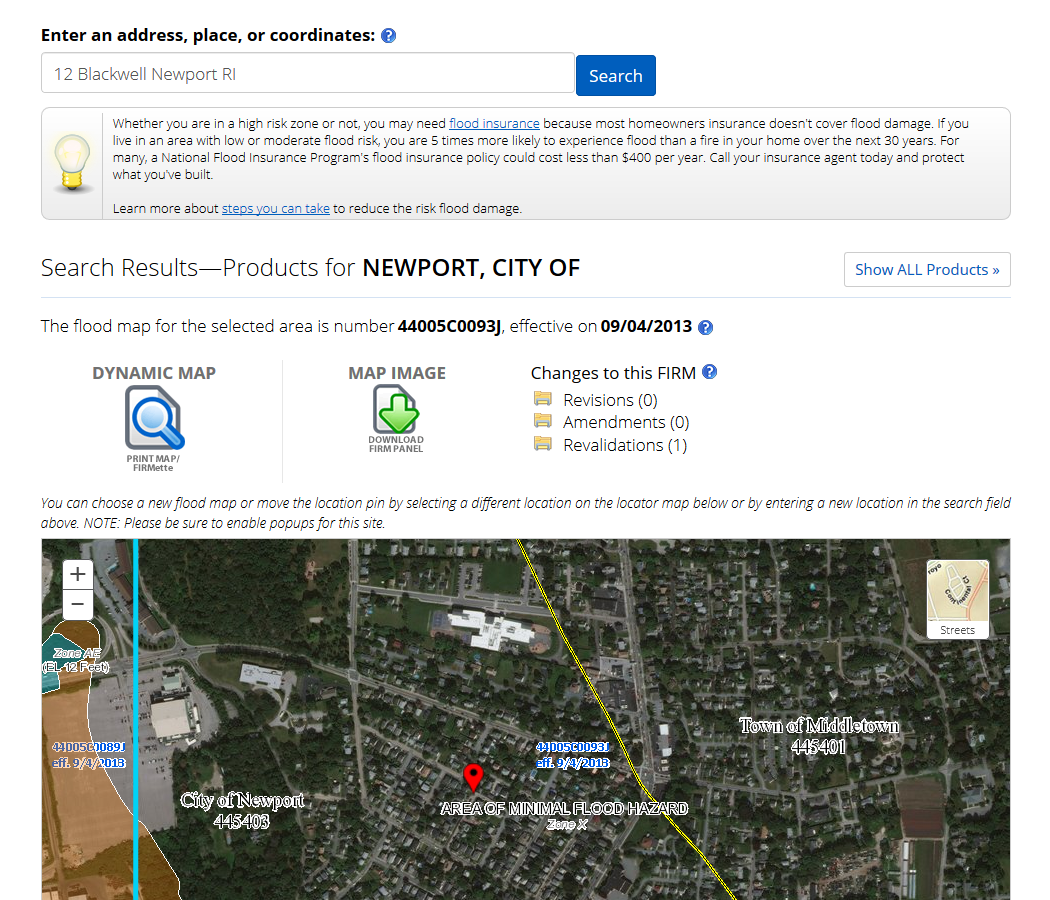 Enter an address, place, or coordinates:
12 Blackwell Newport RI
Search
Whether you are in a high risk zone or not, you may need flood insurance because most homeowners insurance doesn't cover flood damage. If you
live in an area with low or moderate flood risk, you are 5 times more likely to experience flood than a fire in your home over the next 30 years. For
many, a National Flood Insurance Program's flood insurance policy could cost less than $400 per year. Call your insurance agent today and protect
what you've built.
Learn more about steps you can take to reduce the risk flood damage.
Search Results—Products for NEWPORT, CITY OF
Show ALL Products »
The flood map for the selected area is number 44005C0093J, effective on 09/04/2013
DYNAMIC MAP
PRINT MAP/
FIRMette
MAP IMAGE
DOWNLOAD
FIRM PANEL
Changes to this FIRM
Revisions (0)
Amendments (0)
Revalidations (1)
You can choose a new flood map or move the location pin by selecting a different location on the locator map below or by entering a new location in the search field
above. NOTE: Please be sure to enable popups for this site.
+
−
Continental
Streets
Zone AE
(EL 12 Feet)
Town of Middletown
445401
44005C0089J
eff. 9/4/2013
44005C0093J
eff. 9/4/2013
City of Newport
445403
AREA OF MINIMAL FLOOD HAZARD
Zone X